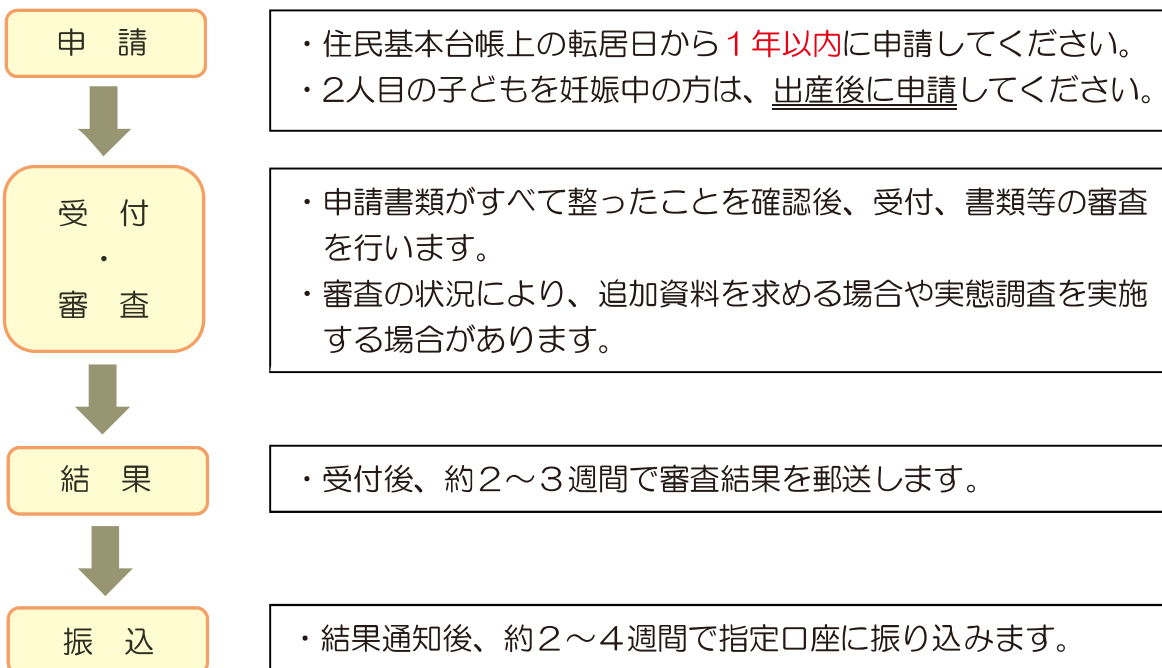 申　請
・住民基本台帳上の転居日から１年以内に申請してください。
・2人目の子どもを妊娠中の方は、出産後に申請してください。
受　付
・
審　査
・申請書類がすべて整ったことを確認後、受付、書類等の審査
を行います。
・審査の状況により、追加資料を求める場合や実態調査を実施
する場合があります。
結　果
・受付後、約２～３週間で審査結果を郵送します。
振　込
・結果通知後、約２～４週間で指定口座に振り込みます。